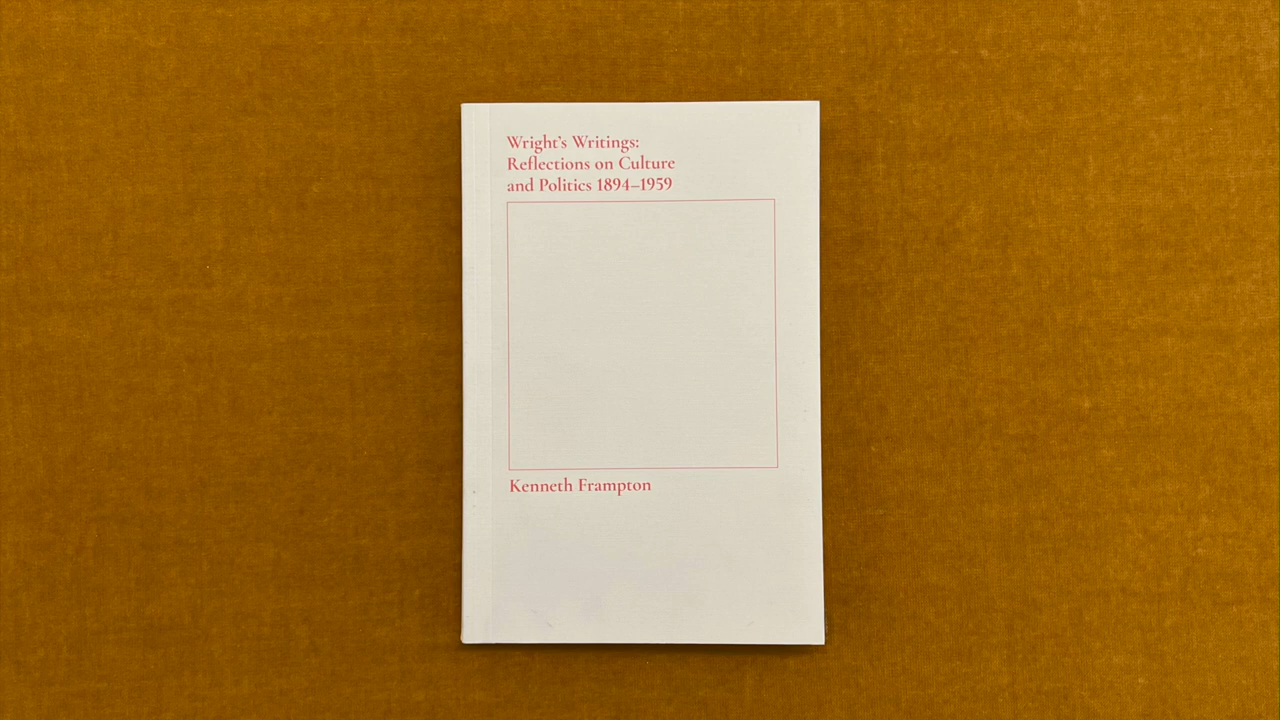 Wright’s Writings:
Reflections on Culture
and Politics 1894–1959
Kenneth Frampton